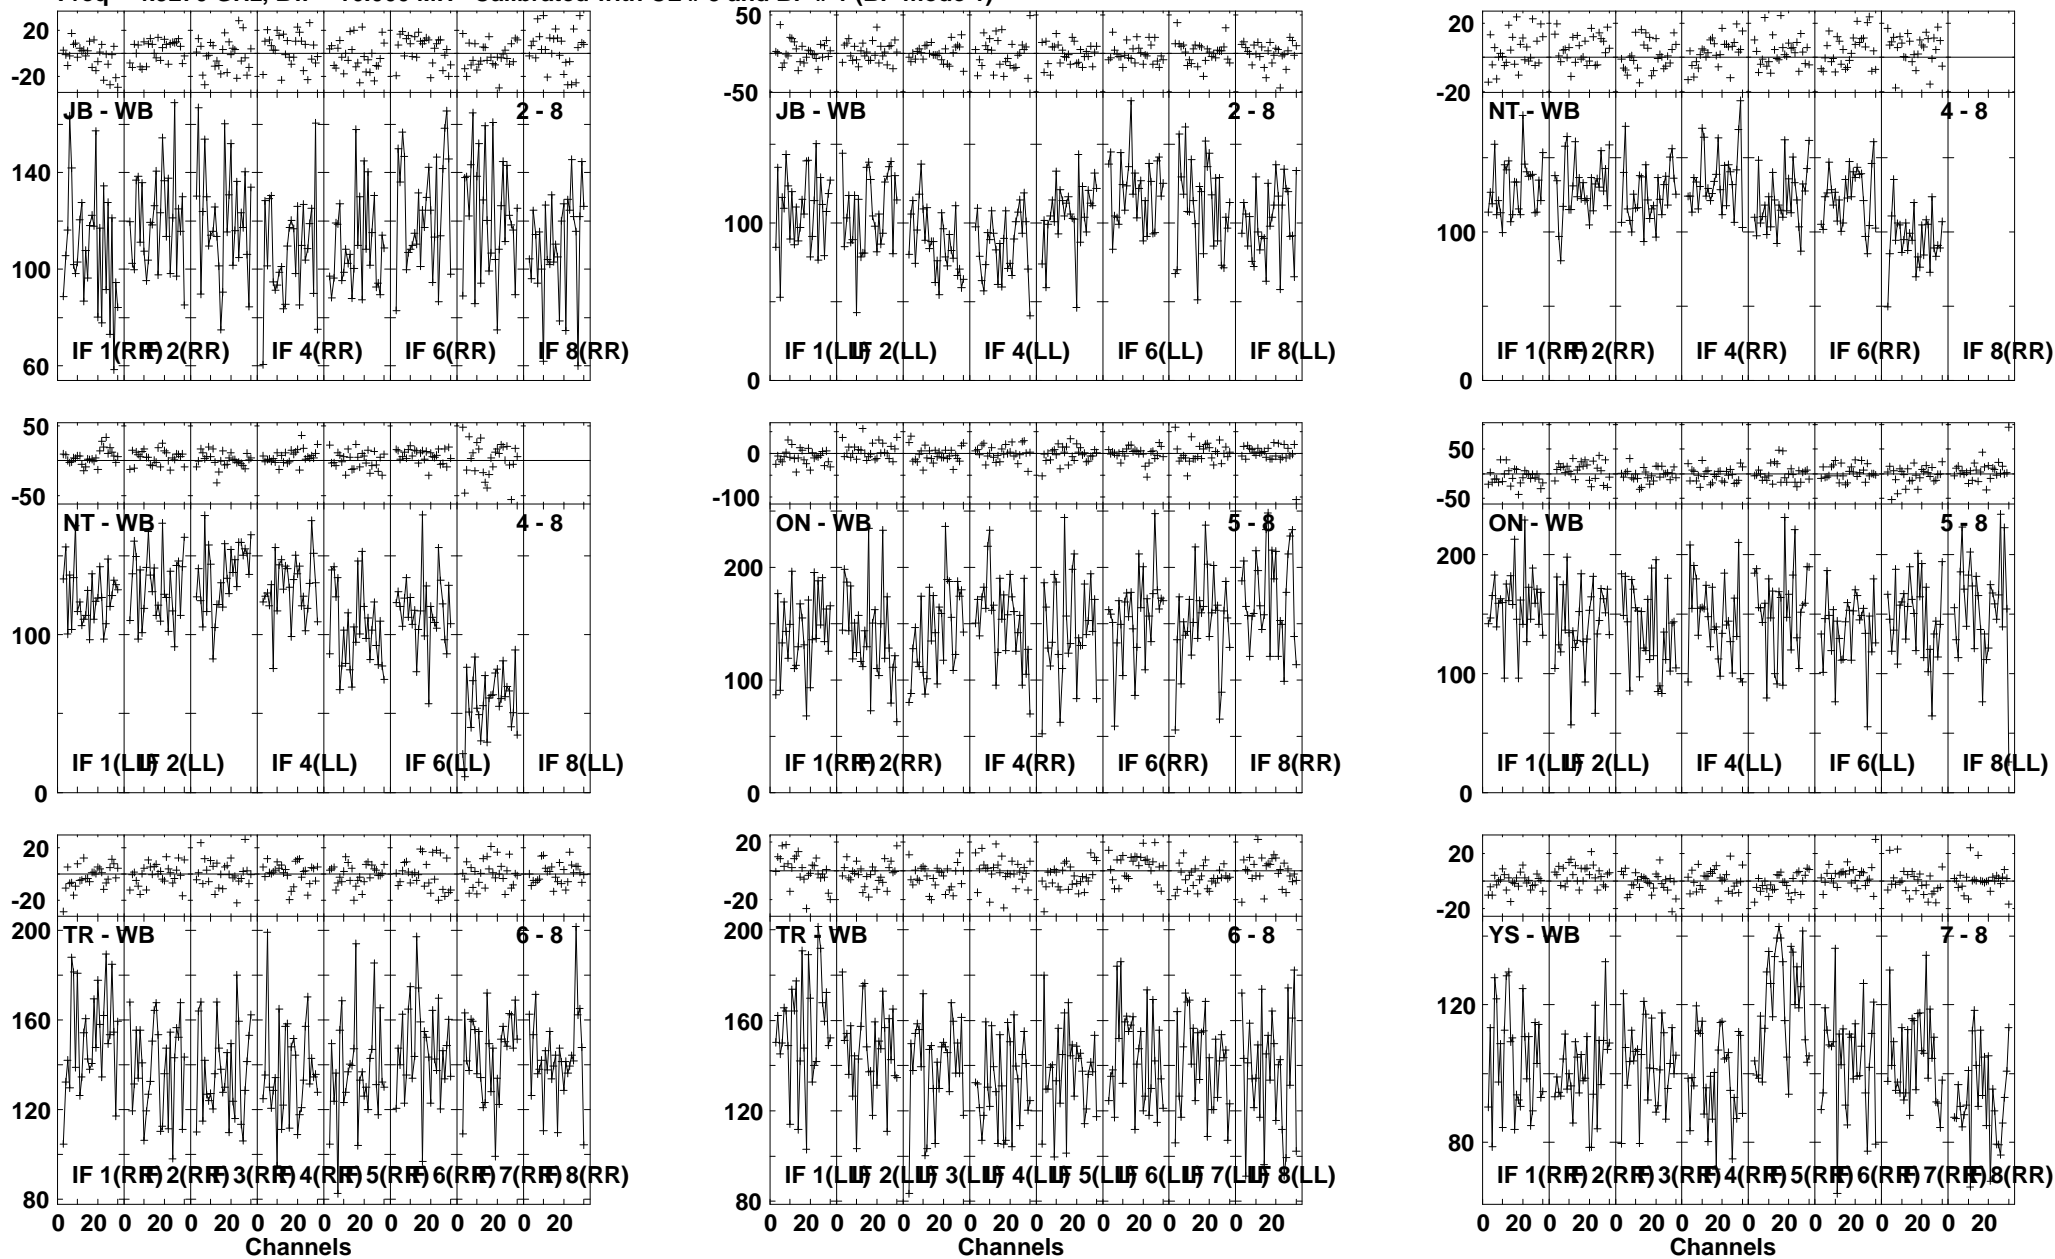 20
-20
JB - WB 2 - 8
140
100
60
IF 1(RR) IF 2(RR) IF 4(RR) IF 6(RR) IF 8(RR)
50
-50
JB - WB 2 - 8
100
0
IF 1(LL) IF 2(LL) IF 4(LL) IF 6(LL) IF 8(LL)
20
-20
NT - WB 4 - 8
100
0
IF 1(RR) IF 2(RR) IF 4(RR) IF 6(RR) IF 8(RR)
50
-50
NT - WB 4 - 8
100
0
IF 1(LL) IF 2(LL) IF 4(LL) IF 6(LL) IF 8(LL)
0
-100
ON - WB 5 - 8
200
100
0
IF 1(RR) IF 2(RR) IF 4(RR) IF 6(RR) IF 8(RR)
50
-50
ON - WB 5 - 8
200
100
0
IF 1(LL) IF 2(LL) IF 4(LL) IF 6(LL) IF 8(LL)
20
-20
TR - WB 6 - 8
200
160
120
80
IF 1(RR) IF 2(RR) IF 3(RR) IF 4(RR) IF 5(RR) IF 6(RR) IF 7(RR) IF 8(RR)
0 20 0 20 0 20 0 20 0 20 0 20 0 20 0 20
Channels
20
-20
TR - WB 6 - 8
200
160
120
80
IF 1(LL) IF 2(LL) IF 3(LL) IF 4(LL) IF 5(LL) IF 6(LL) IF 7(LL) IF 8(LL)
0 20 0 20 0 20 0 20 0 20 0 20 0 20 0 20
Channels
20
-20
YS - WB 7 - 8
120
80
IF 1(RR) IF 2(RR) IF 3(RR) IF 4(RR) IF 5(RR) IF 6(RR) IF 7(RR) IF 8(RR)
0 20 0 20 0 20 0 20 0 20 0 20 0 20 0 20
Channels